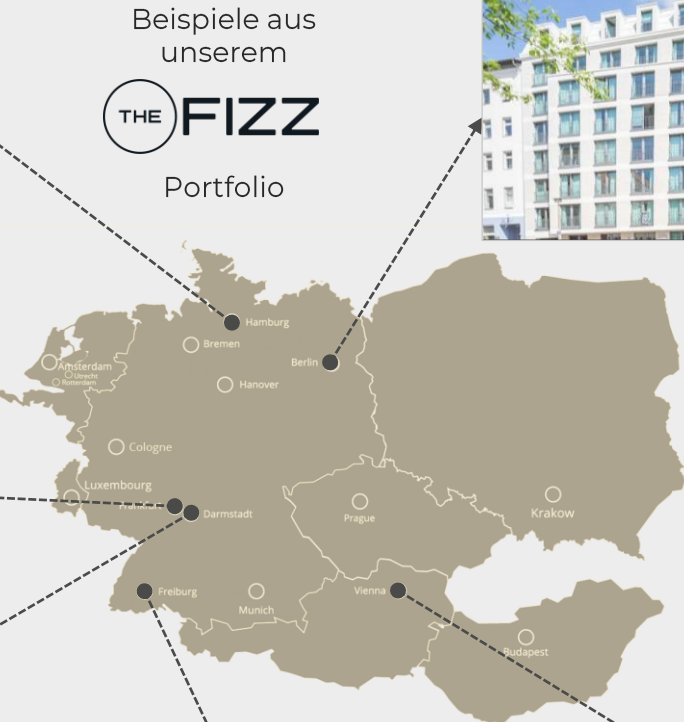 Beispiele aus
unserem
THE FIZZ
Portfolio
Hamburg
Bremen
Berlin
Amsterdam
Utrecht
Rotterdam
Hanover
Cologne
Luxembourg
Frankfurt
Darmstadt
Prague
Krakow
Freiburg
Munich
Vienna
Budapest